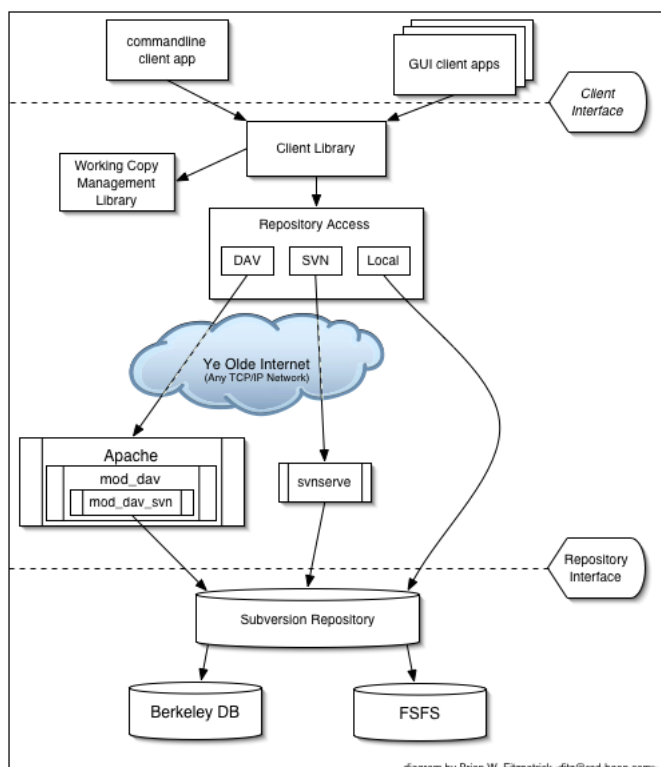 commandline
client app
GUI client apps
Client
Interface
Client Library
Working Copy
Management
Library
Repository Access
DAV
SVN
Local
Ye Olde Internet
(Any TCP/IP Network)
Apache
mod_dav
mod_dav_svn
svnserve
Repository
Interface
Subversion Repository
Berkeley DB
FSFS
diagram by Brian W. Fitzpatrick